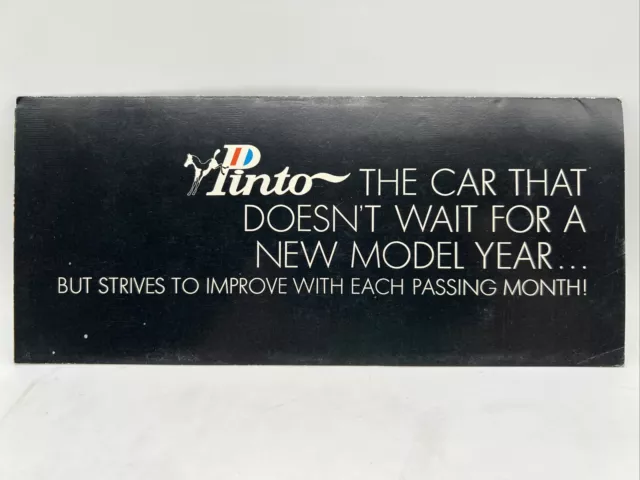 Pinto THE CAR THAT
DOESN'T WAIT FOR A
NEW MODEL YEAR...
BUT STRIVES TO IMPROVE WITH EACH PASSING MONTH!